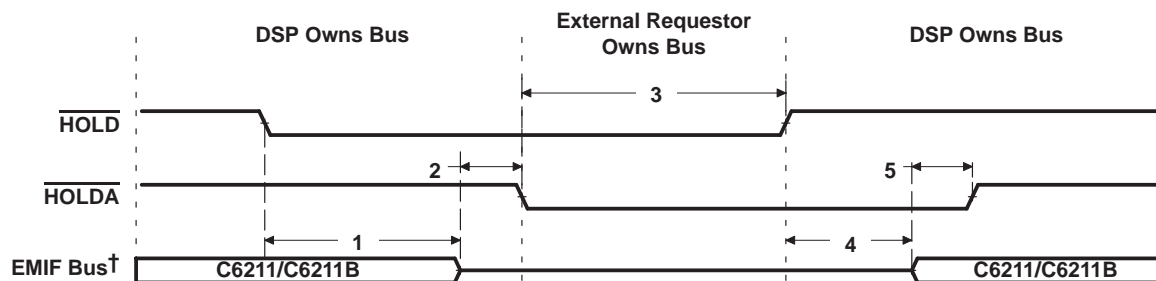 DSP Owns Bus
External Requestor
Owns Bus
DSP Owns Bus
3
HOLD
2
5
HOLDA
1
4
EMIF Bus†
C6211/C6211B
C6211/C6211B